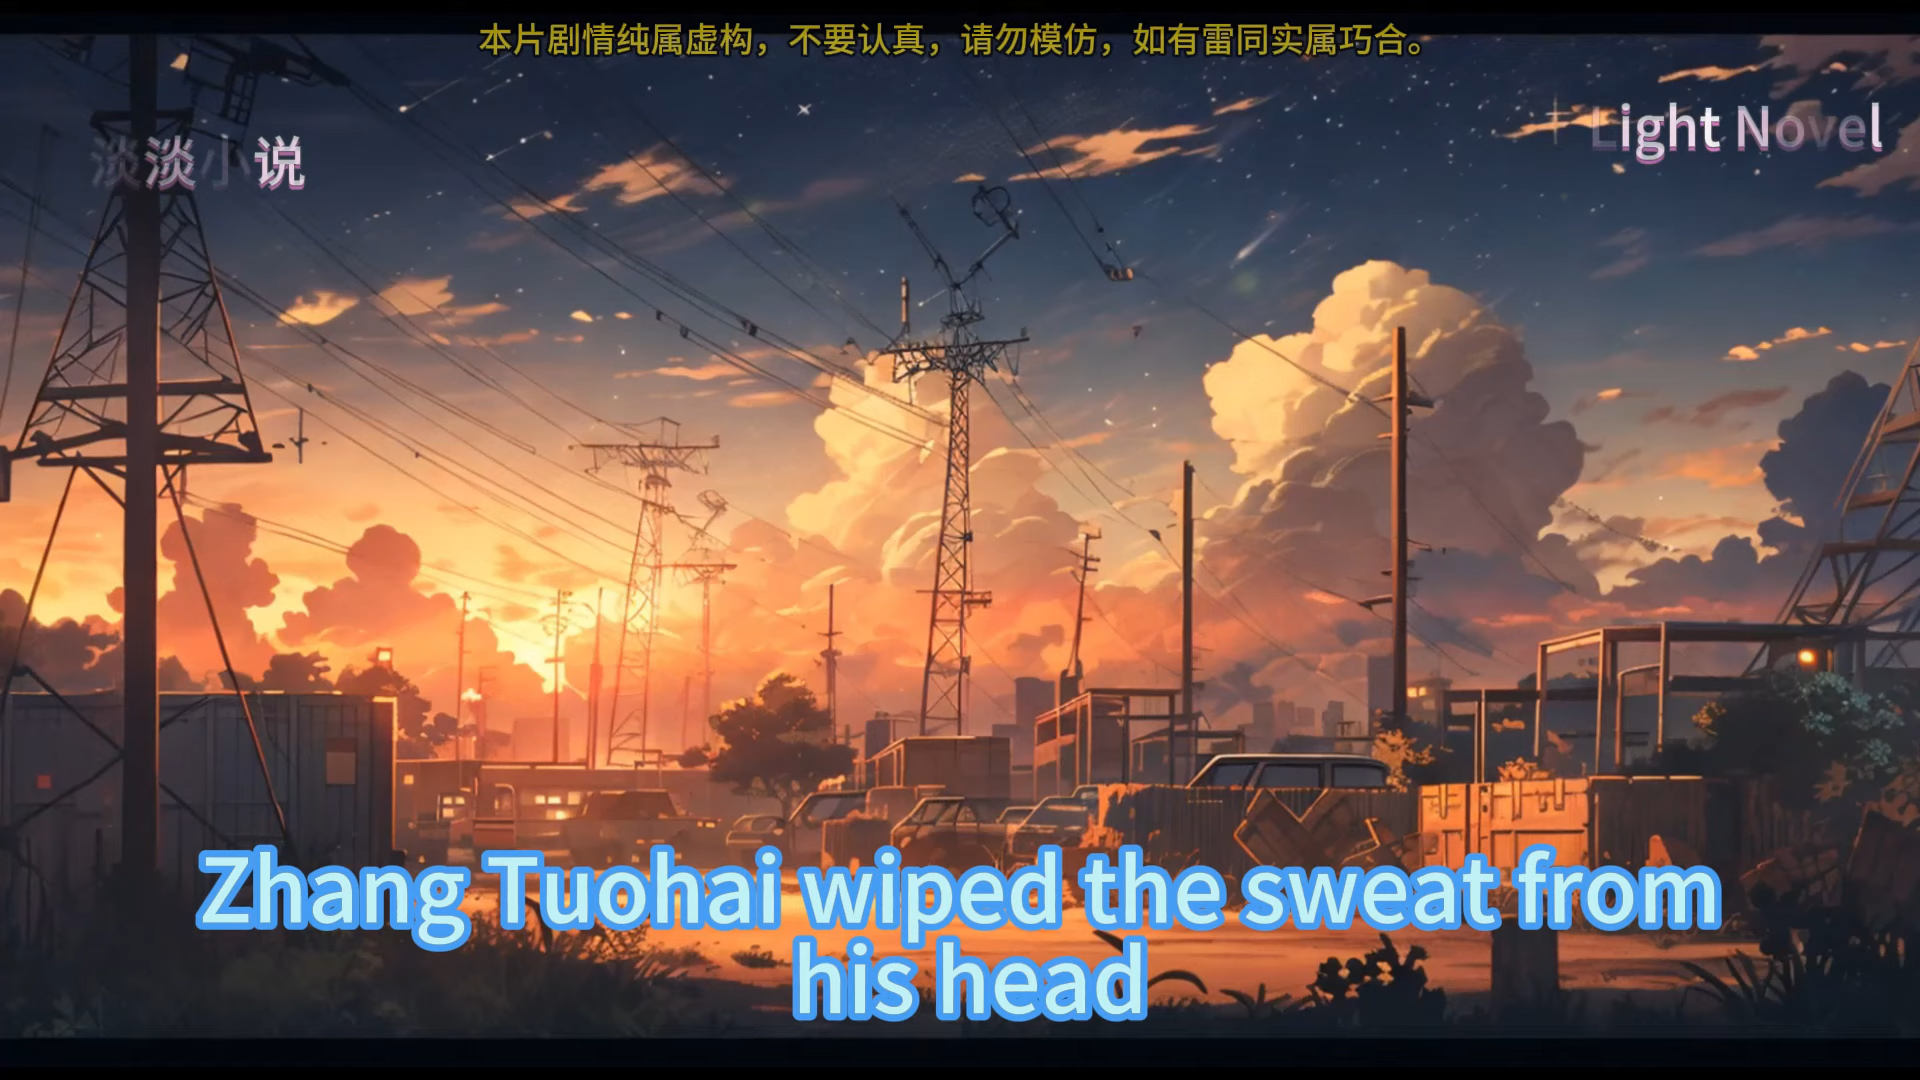 本片剧情纯属虚构，不要认真，请勿模仿，如有雷同实属巧合。
淡淡小说
Light Novel
Zhang Tuohai wiped the sweat from
his head